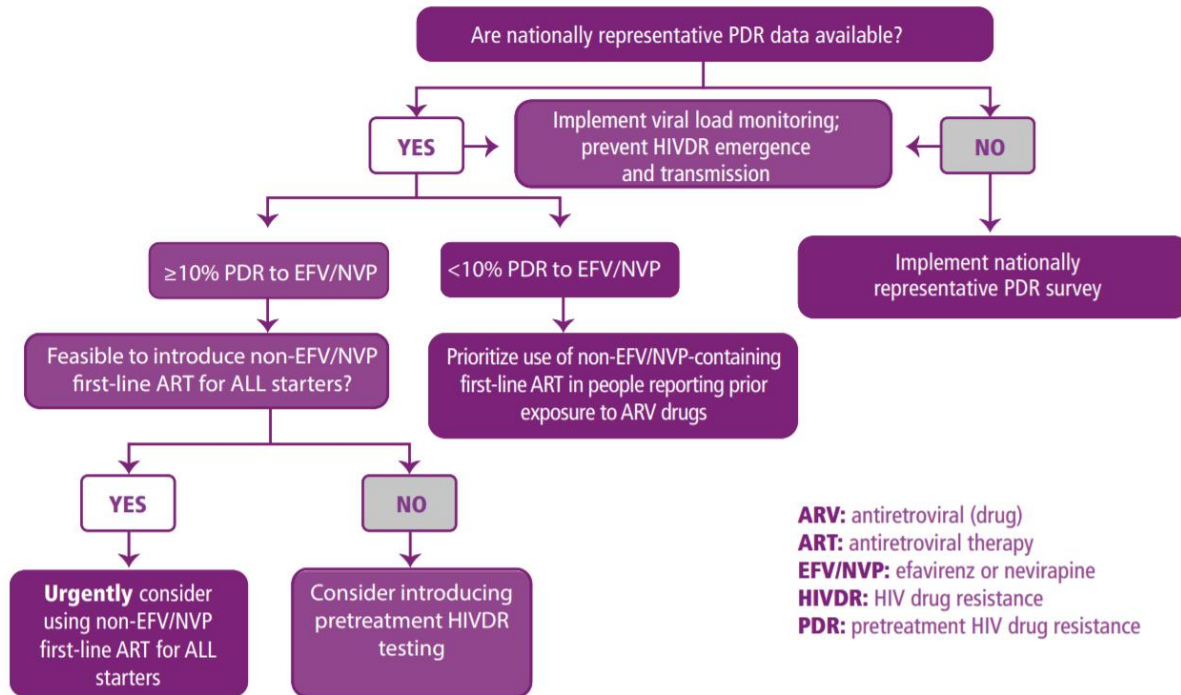 Are nationally representative PDR data available?
YES
Implement viral load monitoring;
prevent HIVDR emergence
and transmission
NO
≥10% PDR to EFV/NVP
<10% PDR to EFV/NVP
Implement nationally
representative PDR survey
Feasible to introduce non-EFV/NVP
first-line ART for ALL starters?
Prioritize use of non-EFV/NVP-containing
first-line ART in people reporting prior
exposure to ARV drugs
YES
NO
Urgently consider
using non-EFV/NVP
first-line ART for ALL
starters
Consider introducing
pretreatment HIVDR
testing
ARV: antiretroviral (drug)
ART: antiretroviral therapy
EFV/NVP: efavirenz or nevirapine
HIVDR: HIV drug resistance
PDR: pretreatment HIV drug resistance